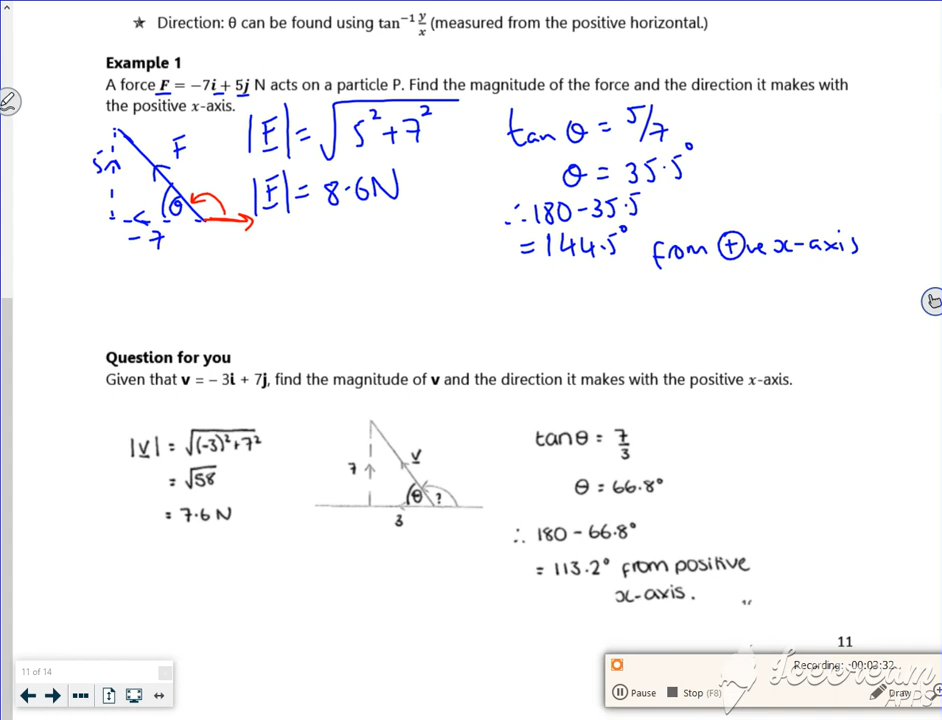 ★ Direction: θ can be found using tan⁻¹ y/x (measured from the positive horizontal.)
Example 1
A force F = −7i + 5j N acts on a particle P. Find the magnitude of the force and the direction it makes with
the positive x-axis.
5
F
θ
-7
|F| = √5² + 7²
|F| = 8.6N
tan θ = 5/7
θ = 35.5°
∴ 180 - 35.5
= 144.5° from +ve x-axis
Question for you
Given that v = − 3i + 7j, find the magnitude of v and the direction it makes with the positive x-axis.
|v| = √(-3)² + 7²
= √58
= 7.6 N
7
v
θ
?
3
tan θ = 7/3
θ = 66.8°
∴ 180 - 66.8°
= 113.2° from positive
x-axis.
11
11 of 14
Recording: -00:03:32
Pause
Stop (F8)
Draw
Icecream
APPS